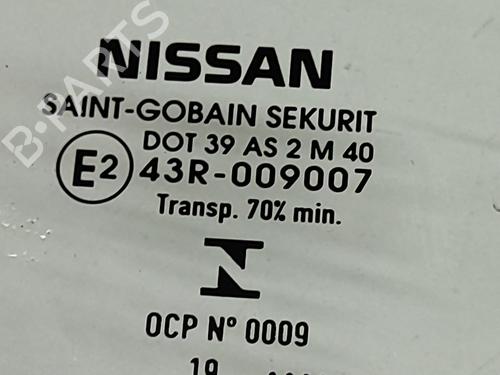 NISSAN
SAINT-GOBAIN SEKURIT
DOT 39 AS 2 M 40
E2 43R-009007
Transp. 70% min.
OCP Nº 0009
19
B-PARTS